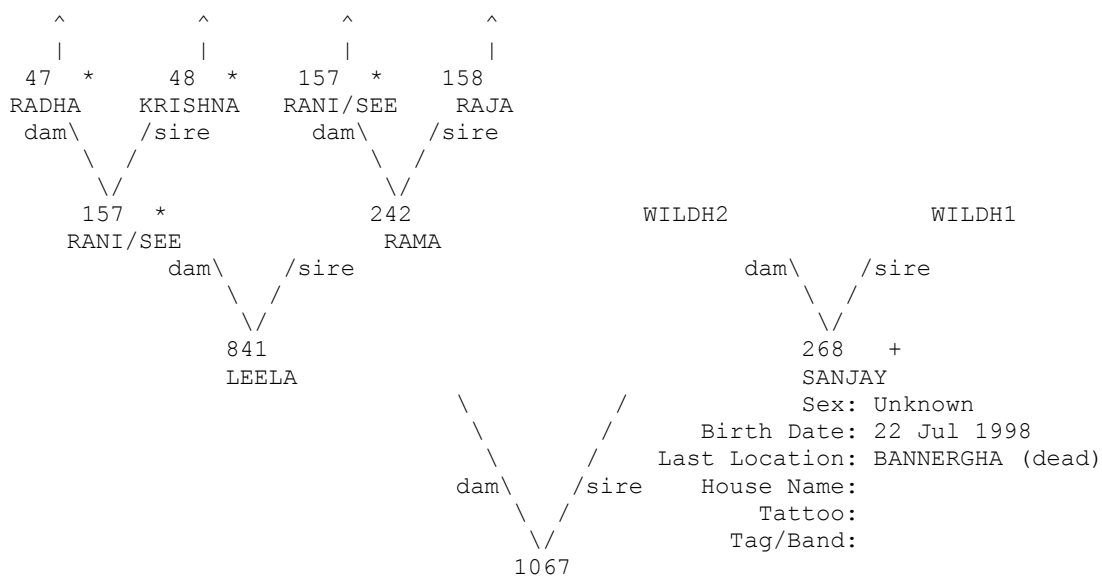 ^ ^ ^ ^
| | | |
47 * 48 * 157 * 158
RADHA KRISHNA RANI/SEE RAJA
dam\ /sire dam\ /sire
\ / \ /
\/ \/
157 * 242 WILDH2 WILDH1
RANI/SEE RAMA
dam\ /sire dam\ /sire
\ / \ /
\/ \/
841 268 +
LEELA SANJAY
\ / Sex: Unknown
\ / Birth Date: 22 Jul 1998
\ / Last Location: BANNERGHA (dead)
dam\ /sire House Name:
\ / Tattoo:
\/ Tag/Band:
1067